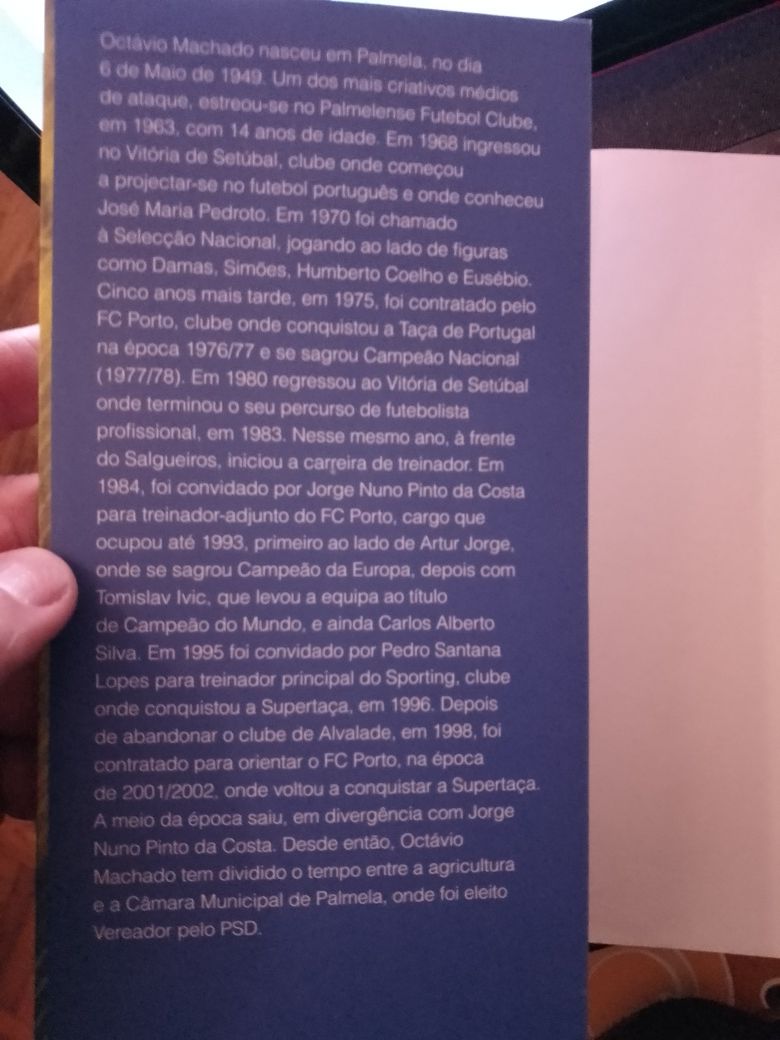 Octávio Machado nasceu em Palmela, no dia
6 de Maio de 1949. Um dos mais criativos médios
de ataque, estreou-se no Palmelense Futebol Clube,
em 1963, com 14 anos de idade. Em 1968 ingressou
no Vitória de Setúbal, clube onde começou
a projectar-se no futebol português e onde conheceu
José Maria Pedroto. Em 1970 foi chamado
à Selecção Nacional, jogando ao lado de figuras
como Damas, Simões, Humberto Coelho e Eusébio.
Cinco anos mais tarde, em 1975, foi contratado pelo
FC Porto, clube onde conquistou a Taça de Portugal
na época 1976/77 e se sagrou Campeão Nacional
(1977/78). Em 1980 regressou ao Vitória de Setúbal
onde terminou o seu percurso de futebolista
profissional, em 1983. Nesse mesmo ano, à frente
do Salgueiros, iniciou a carreira de treinador. Em
1984, foi convidado por Jorge Nuno Pinto da Costa
para treinador-adjunto do FC Porto, cargo que
ocupou até 1993, primeiro ao lado de Artur Jorge,
onde se sagrou Campeão da Europa, depois com
Tomislav Ivic, que levou a equipa ao título
de Campeão do Mundo, e ainda Carlos Alberto
Silva. Em 1995 foi convidado por Pedro Santana
Lopes para treinador principal do Sporting, clube
onde conquistou a Supertaça, em 1996. Depois
de abandonar o clube de Alvalade, em 1998, foi
contratado para orientar o FC Porto, na época
de 2001/2002, onde voltou a conquistar a Supertaça.
A meio da época saiu, em divergência com Jorge
Nuno Pinto da Costa. Desde então, Octávio
Machado tem dividido o tempo entre a agricultura
e a Câmara Municipal de Palmela, onde foi eleito
Vereador pelo PSD.